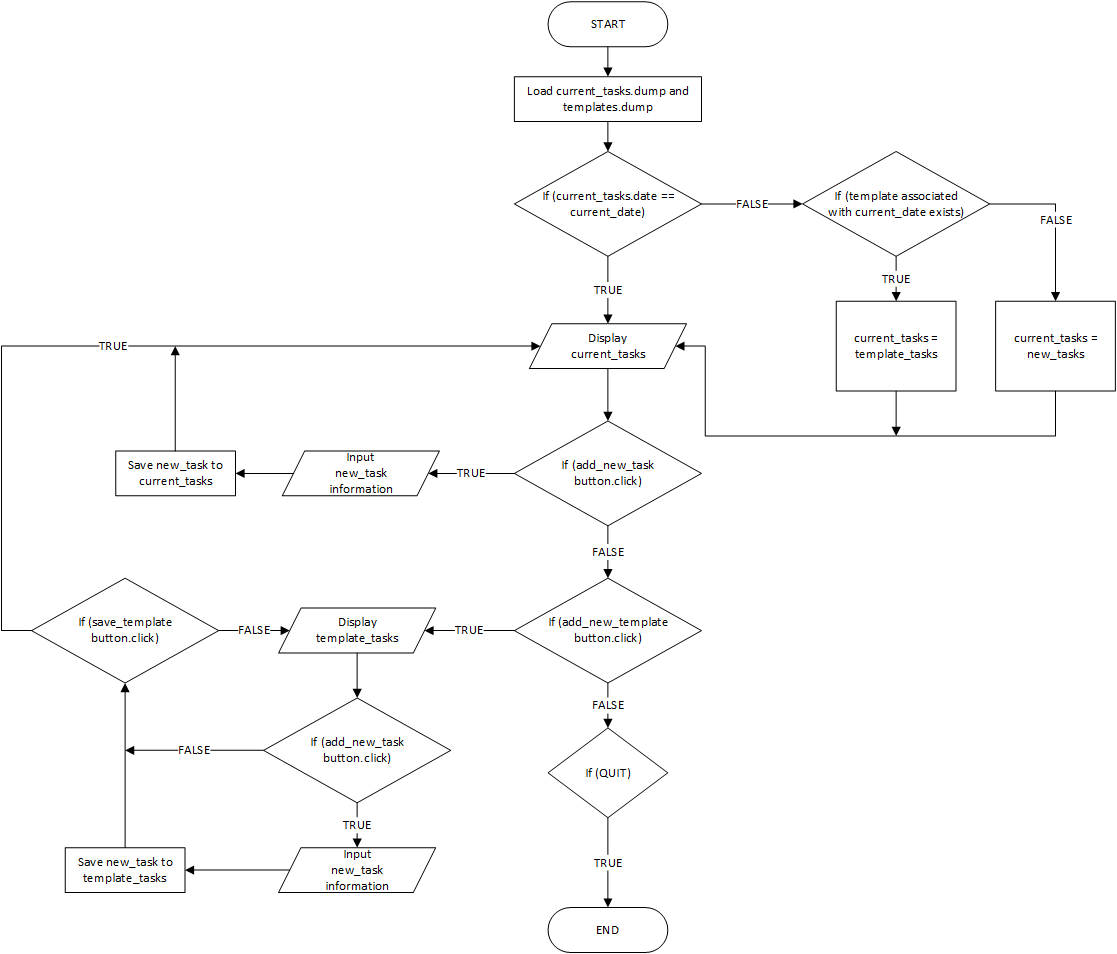 START
Load current_tasks.dump and
templates.dump
If (current_tasks.date ==
current_date)
FALSE
If (template associated
with current_date exists)
FALSE
TRUE
TRUE
current_tasks =
template_tasks
current_tasks =
new_tasks
TRUE
Display
current_tasks
If (add_new_task
button.click)
TRUE
Input
new_task
information
Save new_task to
current_tasks
FALSE
If (add_new_template
button.click)
TRUE
Display
template_tasks
FALSE
If (save_template
button.click)
FALSE
If (add_new_task
button.click)
FALSE
If (QUIT)
TRUE
Input
new_task
information
Save new_task to
template_tasks
TRUE
END